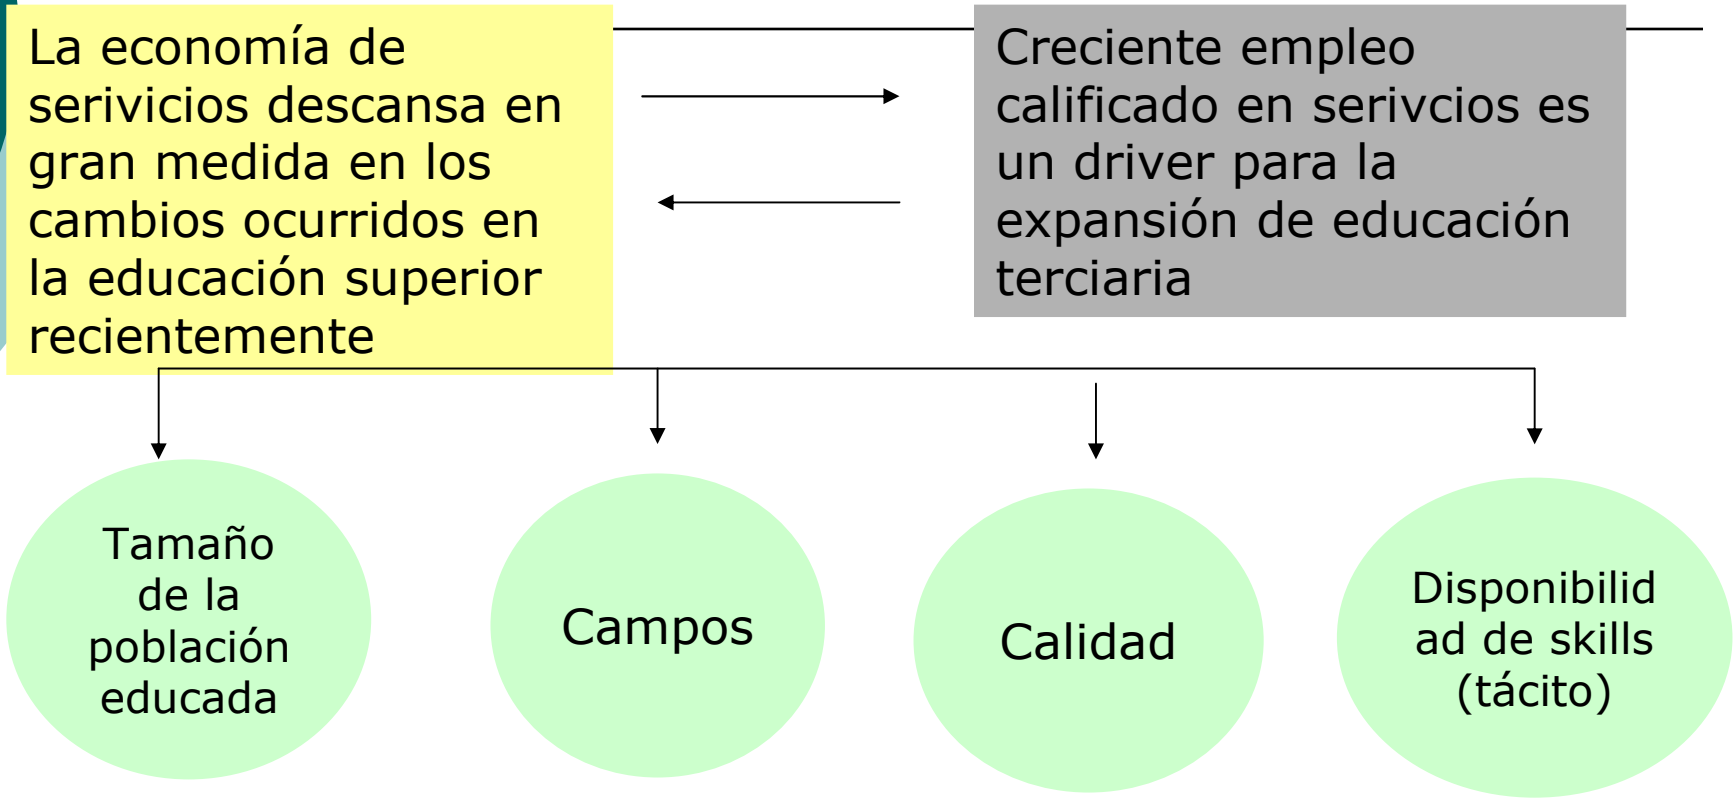 La economía de
serivicios descansa en
gran medida en los
cambios ocurridos en
la educación superior
recientemente
Creciente empleo
calificado en serivcios es
un driver para la
expansión de educación
terciaria
Tamaño
de la
población
educada
Campos
Calidad
Disponibilid
ad de skills
(tácito)